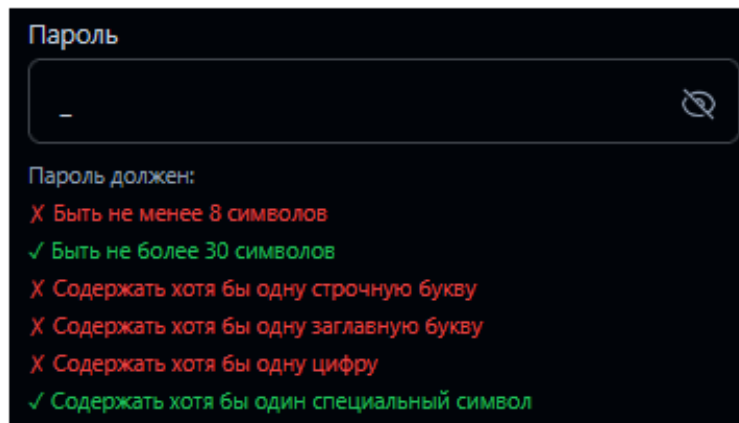 Пароль
_
Пароль должен:
✗ Быть не менее 8 символов
✓ Быть не более 30 символов
✗ Содержать хотя бы одну строчную букву
✗ Содержать хотя бы одну заглавную букву
✗ Содержать хотя бы одну цифру
✓ Содержать хотя бы один специальный символ